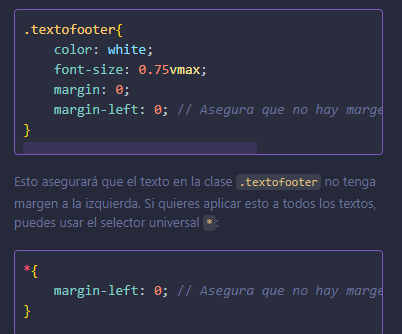 .textofooter{
color: white;
font-size: 0.75vmax;
margin: 0;
margin-left: 0; // Asegura que no hay marge
}
Esto asegurará que el texto en la clase .textofooter no tenga
margen a la izquierda. Si quieres aplicar esto a todos los textos,
puedes usar el selector universal *:
*{
margin-left: 0; // Asegura que no hay marge
}